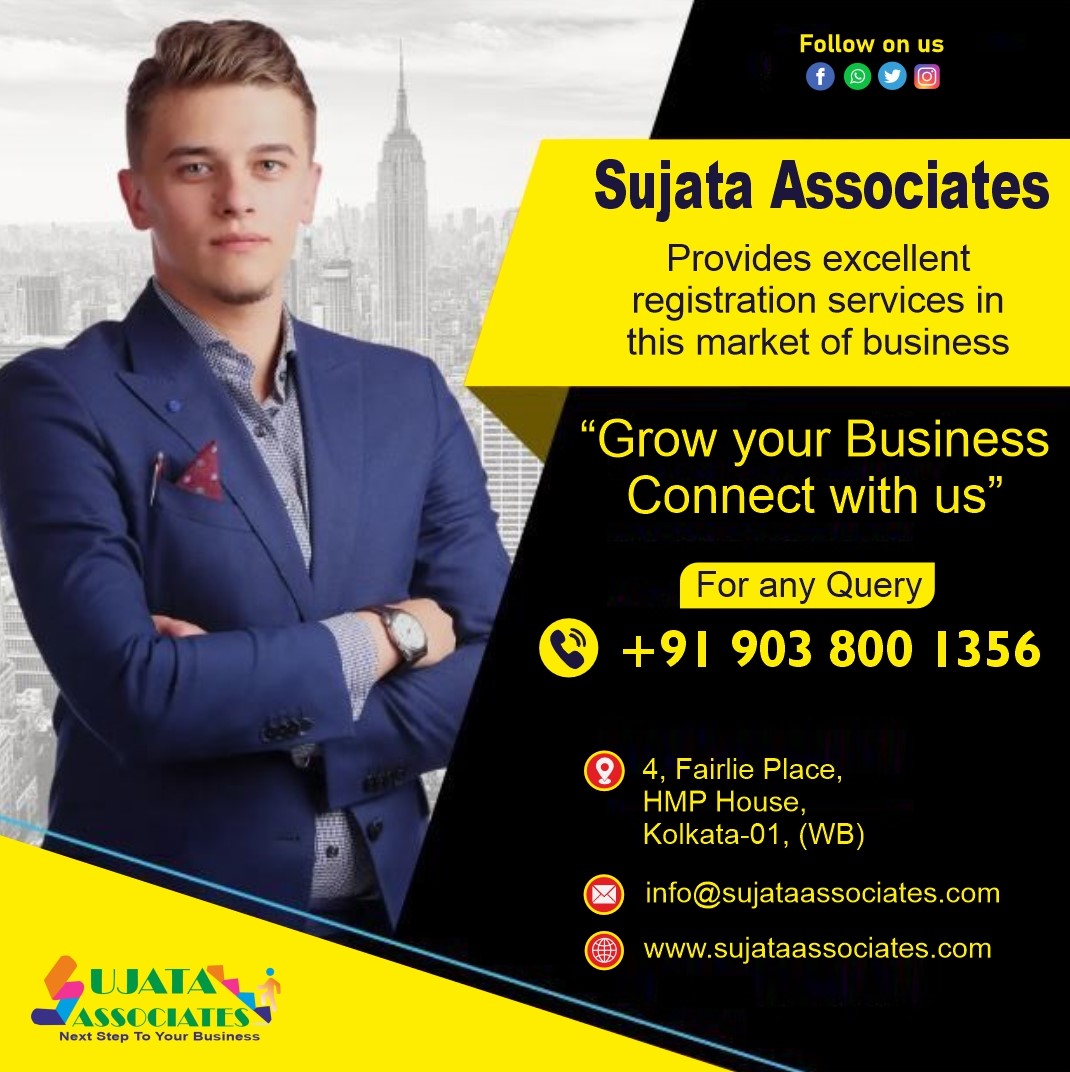 Follow on us
Sujata Associates
Provides excellent
registration services in
this market of business
“Grow your Business
Connect with us”
For any Query
+91 903 800 1356
4, Fairlie Place,
HMP House,
Kolkata-01, (WB)
info@sujataassociates.com
www.sujataassociates.com
SUJATA
ASSOCIATES
Next Step To Your Business